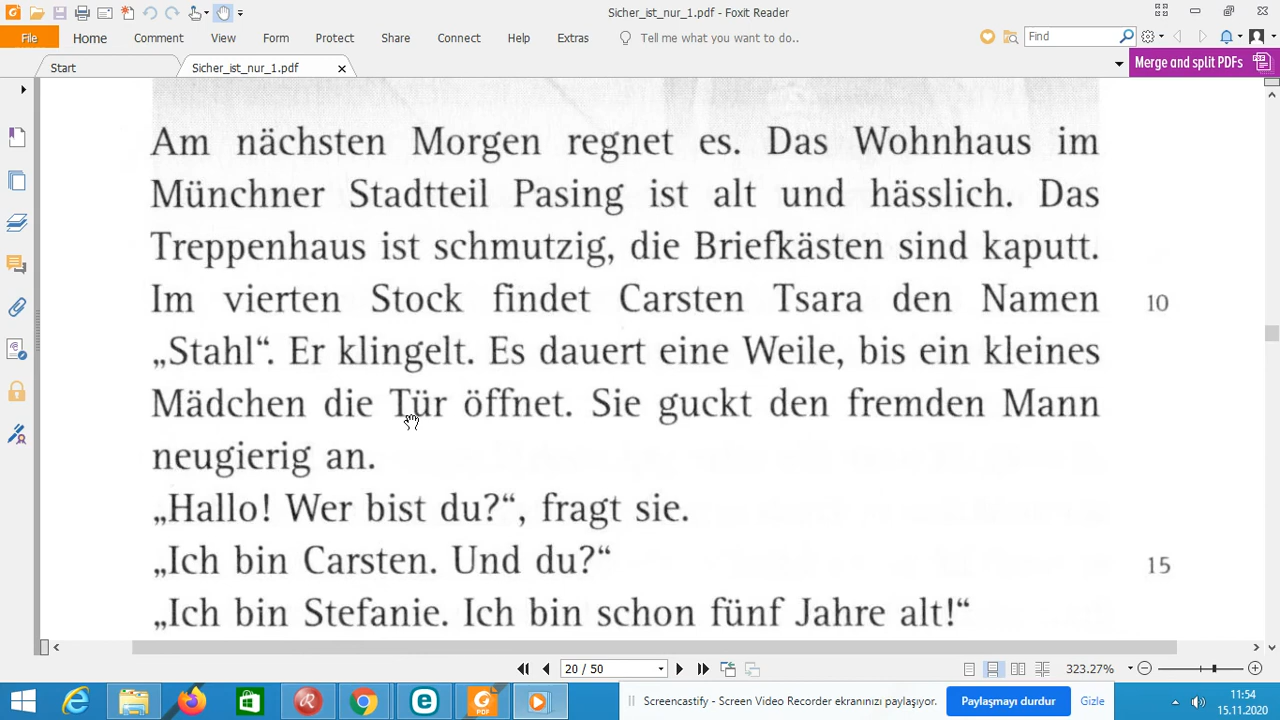 Sicher_ist_nur_1.pdf - Foxit Reader
File Home Comment View Form Protect Share Connect Help Extras Tell me what you want to do.. Find
Start Sicher_ist_nur_1.pdf
Merge and split PDFs
Am nächsten Morgen regnet es. Das Wohnhaus im
Münchner Stadtteil Pasing ist alt und hässlich. Das
Treppenhaus ist schmutzig, die Briefkästen sind kaputt.
Im vierten Stock findet Carsten Tsara den Namen 10
„Stahl“. Er klingelt. Es dauert eine Weile, bis ein kleines
Mädchen die Tür öffnet. Sie guckt den fremden Mann
neugierig an.
„Hallo! Wer bist du?“, fragt sie.
„Ich bin Carsten. Und du?“ 15
„Ich bin Stefanie. Ich bin schon fünf Jahre alt!“
20 / 50 323.27%
Screencastify - Screen Video Recorder ekranınızı paylaşıyor. Paylaşmayı durdur Gizle
11:54
15.11.2020